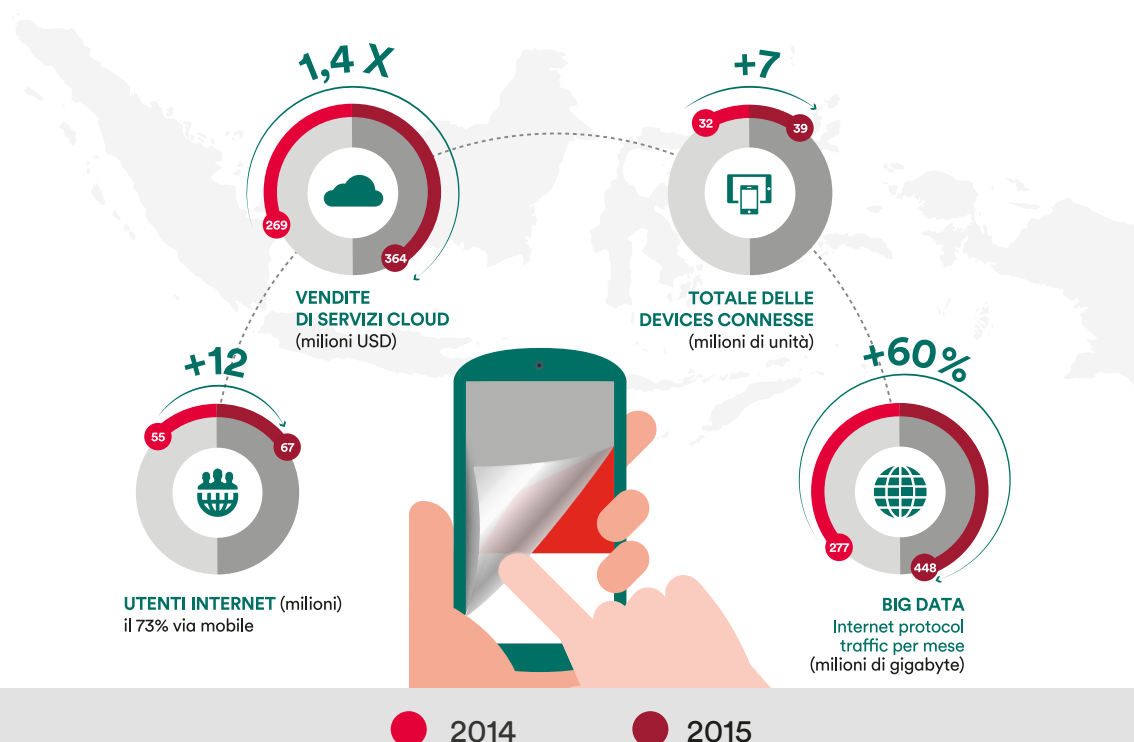 1,4 X
269
364
VENDITE
DI SERVIZI CLOUD
(milioni USD)
+7
32
39
TOTALE DELLE
DEVICES CONNESSE
(milioni di unità)
+12
55
67
UTENTI INTERNET (milioni)
il 73% via mobile
+60%
277
448
BIG DATA
Internet protocol
traffic per mese
(milioni di gigabyte)
2014
2015